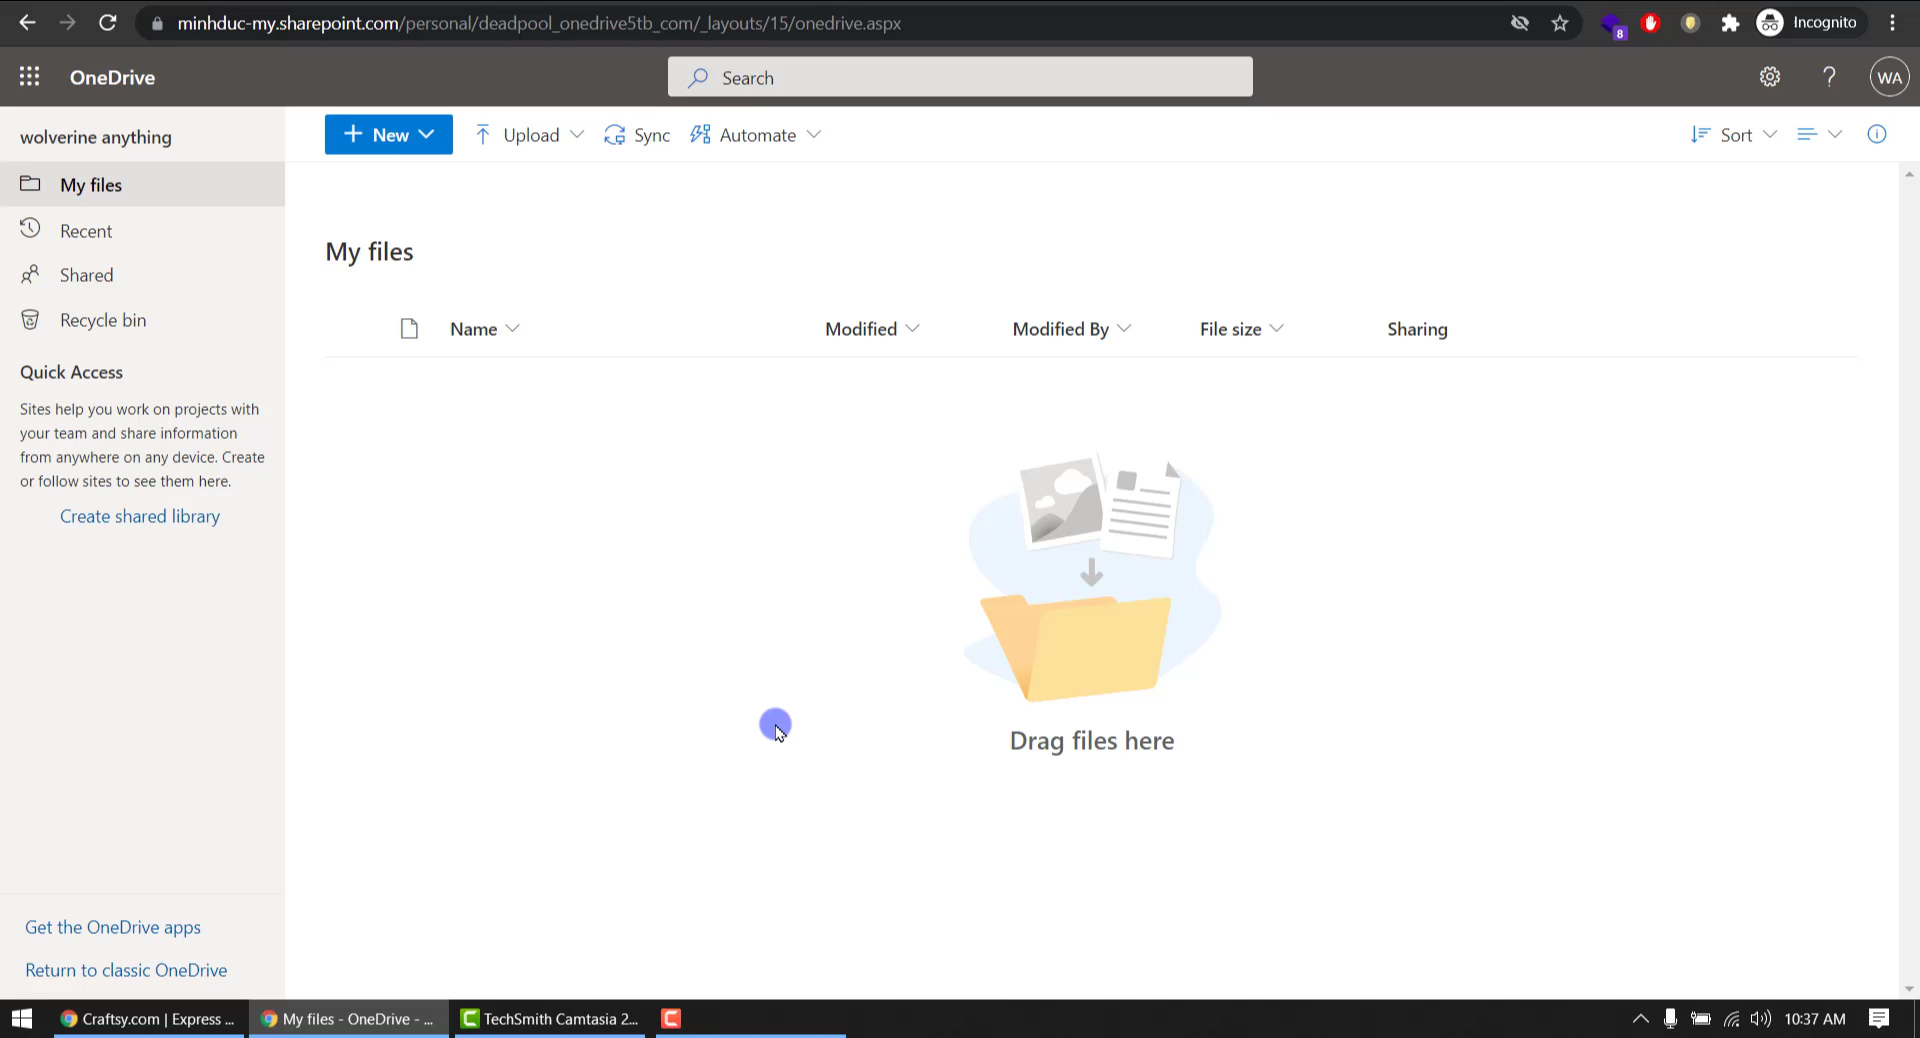 minhduc-my.sharepoint.com/personal/deadpool_onedrive5tb_com/_layouts/15/onedrive.aspx
8
Incognito
OneDrive
Search
?
WA
wolverine anything
New
Upload
Sync
Automate
Sort
My files
Recent
Shared
Recycle bin
Quick Access
Sites help you work on projects with
your team and share information
from anywhere on any device. Create
or follow sites to see them here.
Create shared library
Get the OneDrive apps
Return to classic OneDrive
My files
Name
Modified
Modified By
File size
Sharing
Drag files here
Craftsy.com | Express ...
My files - OneDrive - ...
TechSmith Camtasia 2...
10:37 AM